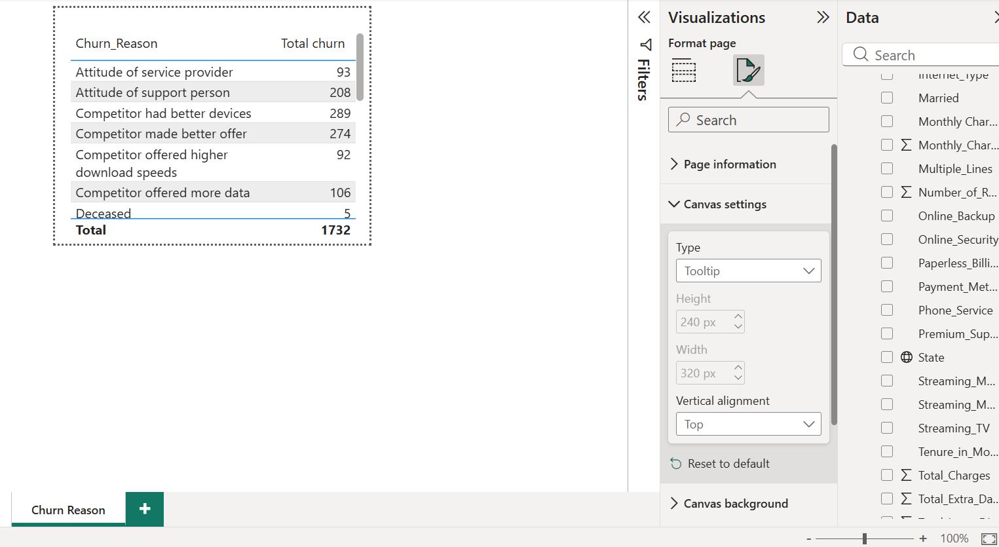 Churn_Reason Total churn
Attitude of service provider 93
Attitude of support person 208
Competitor had better devices 289
Competitor made better offer 274
Competitor offered higher 92
download speeds
Competitor offered more data 106
Deceased 5
Total 1732
Churn Reason
+
Filters
Visualizations
Format page
Search
Page information
Canvas settings
Type
Tooltip
Height
240 px
Width
320 px
Vertical alignment
Top
Reset to default
Canvas background
Data
Search
Internet_Type
Married
Monthly Char...
Monthly_Char...
Multiple_Lines
Number_of_R...
Online_Backup
Online_Security
Paperless_Billi...
Payment_Met...
Phone_Service
Premium_Sup...
State
Streaming_M...
Streaming_M...
Streaming_TV
Tenure_in_Mo...
Total_Charges
Total_Extra_Da...
- + 100%